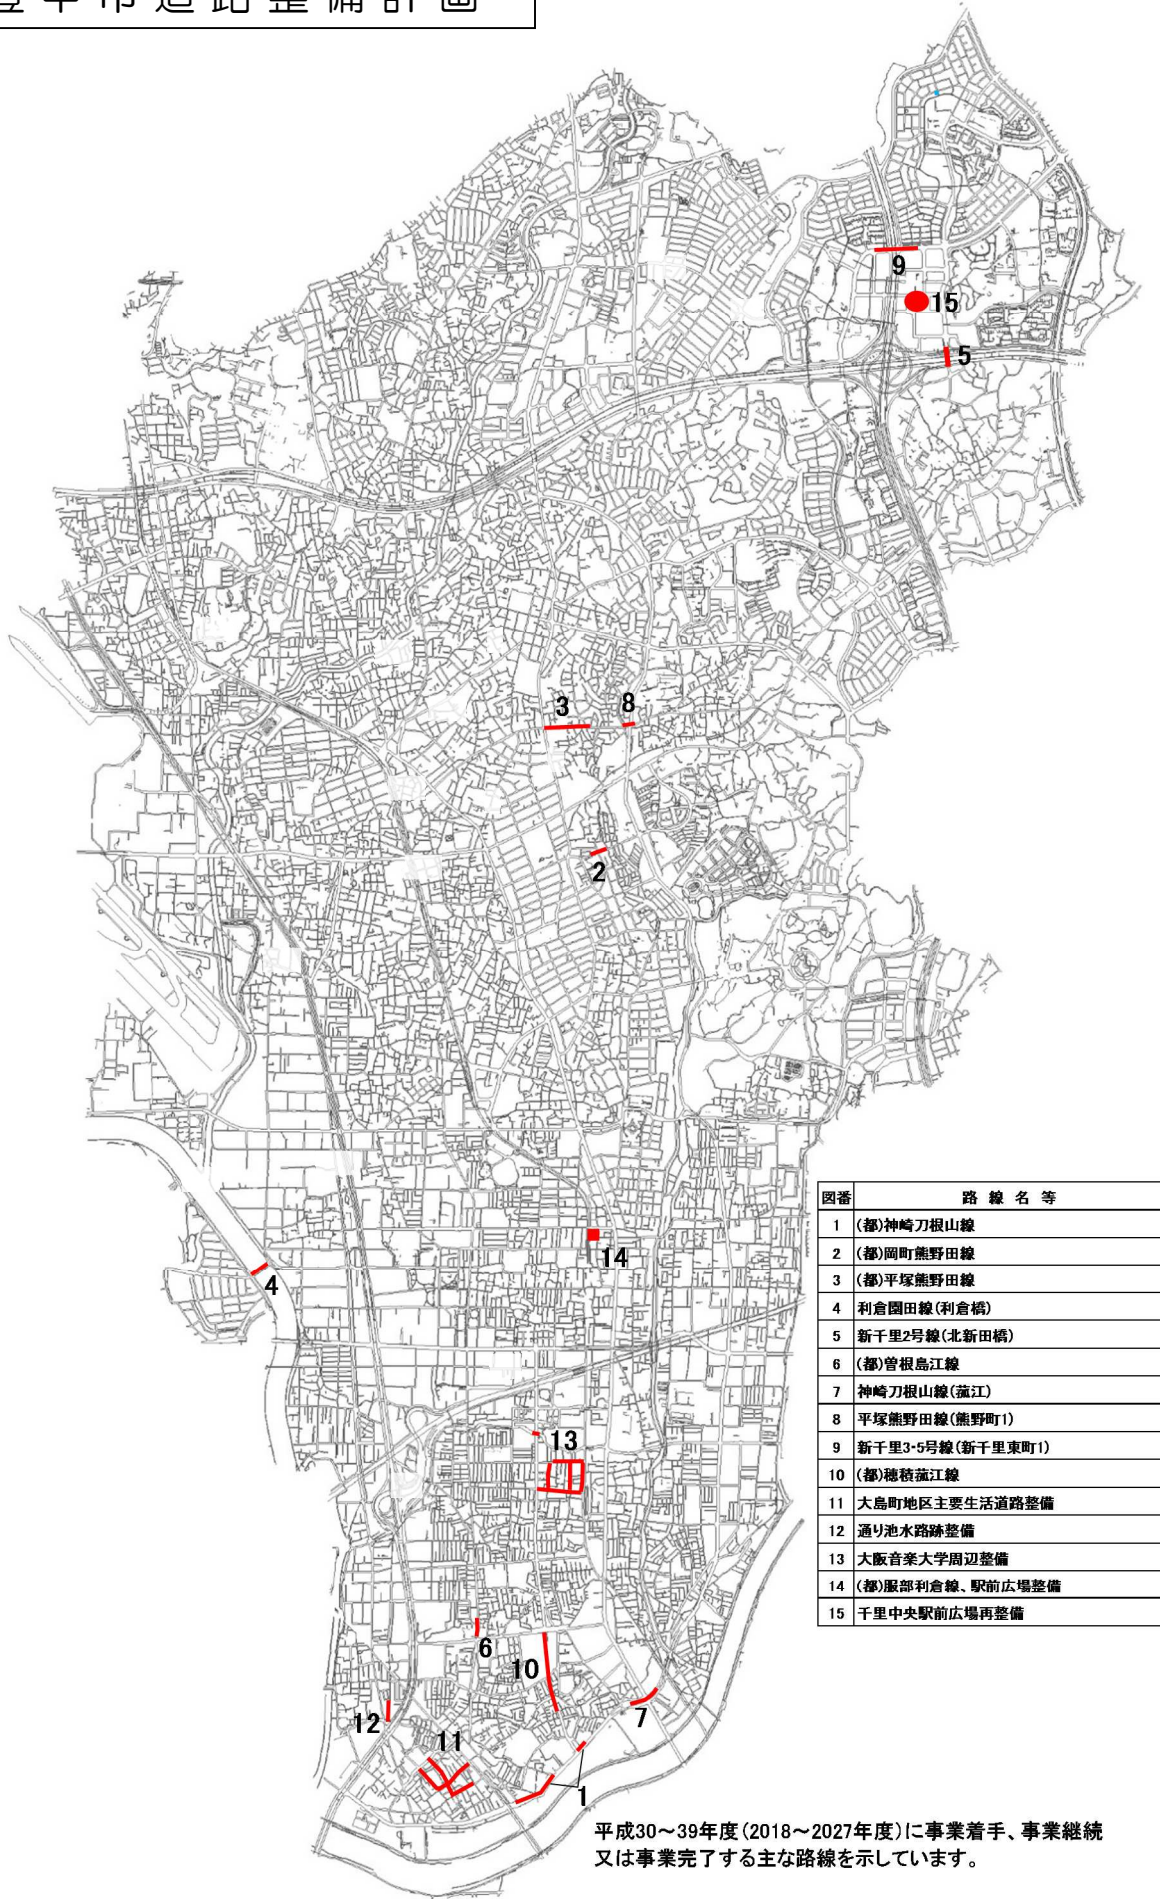 豊中市道路整備計画
9
15
5
3
8
2
14
4
13
6
10
7
12
11
1
図番 路線名等
1 (都)神崎刀根山線
2 (都)岡町熊野田線
3 (都)平塚熊野田線
4 利倉園田線(利倉橋)
5 新千里2号線(北新田橋)
6 (都)曽根島江線
7 神崎刀根山線(菰江)
8 平塚熊野田線(熊野町1)
9 新千里3・5号線(新千里東町1)
10 (都)穂積菰江線
11 大島町地区主要生活道路整備
12 通り池水路跡整備
13 大阪音楽大学周辺整備
14 (都)服部利倉線、駅前広場整備
15 千里中央駅前広場再整備
平成30～39年度(2018～2027年度)に事業着手、事業継続
又は事業完了する主な路線を示しています。